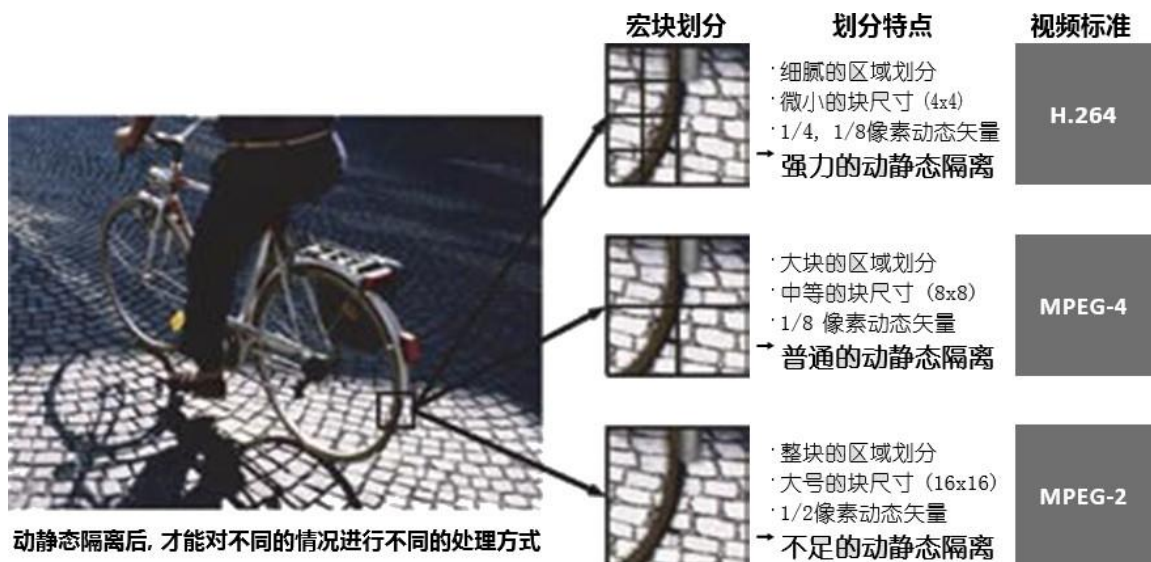 宏块划分 划分特点 视频标准
·细腻的区域划分
·微小的块尺寸 (4x4)
·1/4, 1/8像素动态矢量
→ 强力的动静态隔离
H.264
·大块的区域划分
·中等的块尺寸 (8x8)
·1/8 像素动态矢量
→ 普通的动静态隔离
MPEG-4
·整块的区域划分
·大号的块尺寸 (16x16)
·1/2像素动态矢量
→ 不足的动静态隔离
MPEG-2
动静态隔离后, 才能对不同的情况进行不同的处理方式